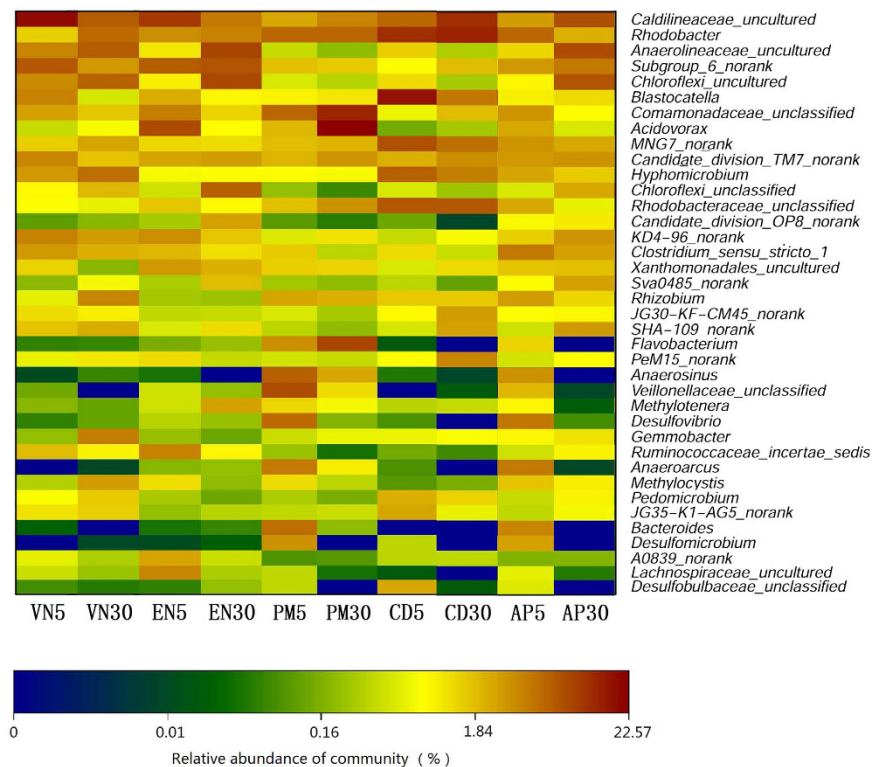 Caldilineaceae_uncultured
Rhodobacter
Anaerolineaceae_uncultured
Subgroup_6_norank
Chloroflexi_uncultured
Blastocatella
Comamonadaceae_unclassified
Acidovorax
MNG7_norank
Candidate_division_TM7_norank
Hyphomicrobium
Chloroflexi_unclassified
Rhodobacteraceae_unclassified
Candidate_division_OP8_norank
KD4-96_norank
Clostridium_sensu_stricto_1
Xanthomonadales_uncultured
Sva0485_norank
Rhizobium
JG30-KF-CM45_norank
SHA-109_norank
Flavobacterium
PeM15_norank
Anaerosinus
Veillonellaceae_unclassified
Methylotenera
Desulfovibrio
Gemmobacter
Ruminococcaceae_incertae_sedis
Anaeroarcus
Methylocystis
Pedomicrobium
JG35-K1-AG5_norank
Bacteroides
Desulfomicrobium
A0839_norank
Lachnospiraceae_uncultured
Desulfobulbaceae_unclassified
VN5 VN30 EN5 EN30 PM5 PM30 CD5 CD30 AP5 AP30
0 0.01 0.16 1.84 22.57
Relative abundance of community （%）